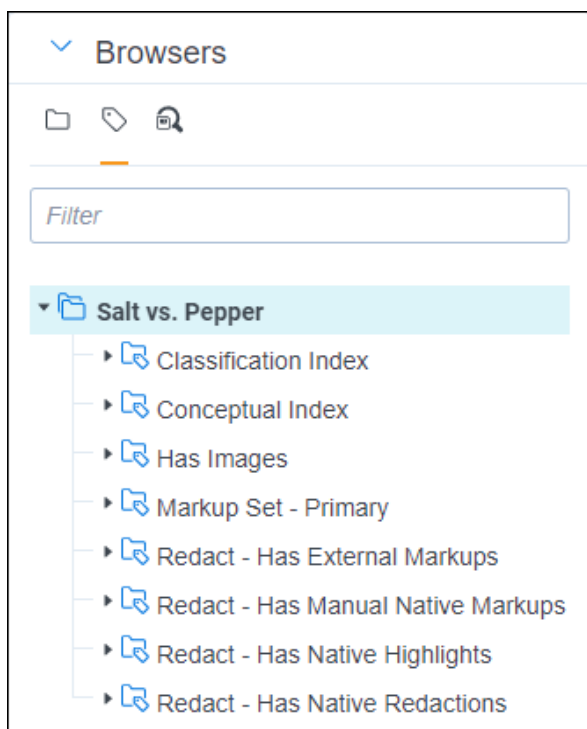 Browsers
Filter
Salt vs. Pepper
Classification Index
Conceptual Index
Has Images
Markup Set - Primary
Redact - Has External Markups
Redact - Has Manual Native Markups
Redact - Has Native Highlights
Redact - Has Native Redactions